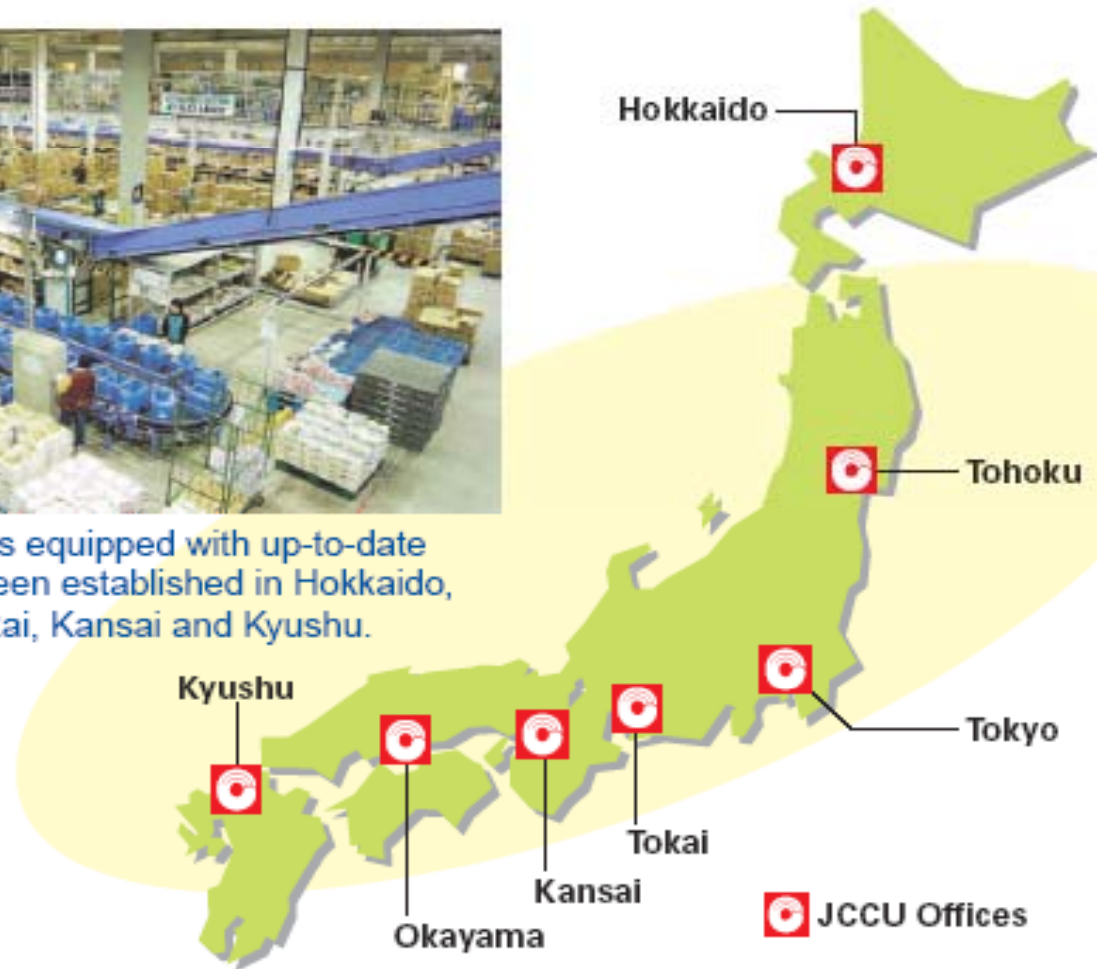 Hokkaido
Tohoku
s equipped with up-to-date
een established in Hokkaido,
ai, Kansai and Kyushu.
Kyushu
Tokyo
Tokai
Kansai
Okayama
JCCU Offices